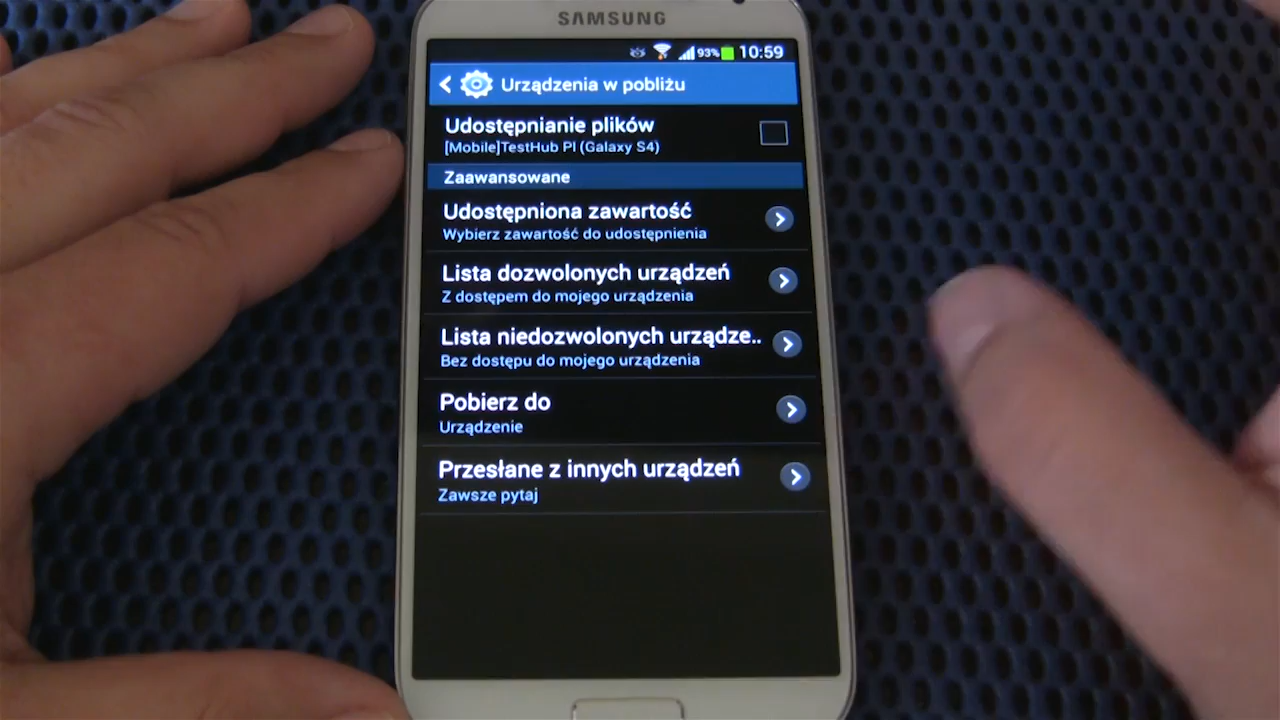 SAMSUNG
93% 10:59
Urządzenia w pobliżu
Udostępnianie plików
[Mobile]TestHub Pl (Galaxy S4)
Zaawansowane
Udostępniona zawartość
Wybierz zawartość do udostępnienia
Lista dozwolonych urządzeń
Z dostępem do mojego urządzenia
Lista niedozwolonych urządze..
Bez dostępu do mojego urządzenia
Pobierz do
Urządzenie
Przesłane z innych urządzeń
Zawsze pytaj